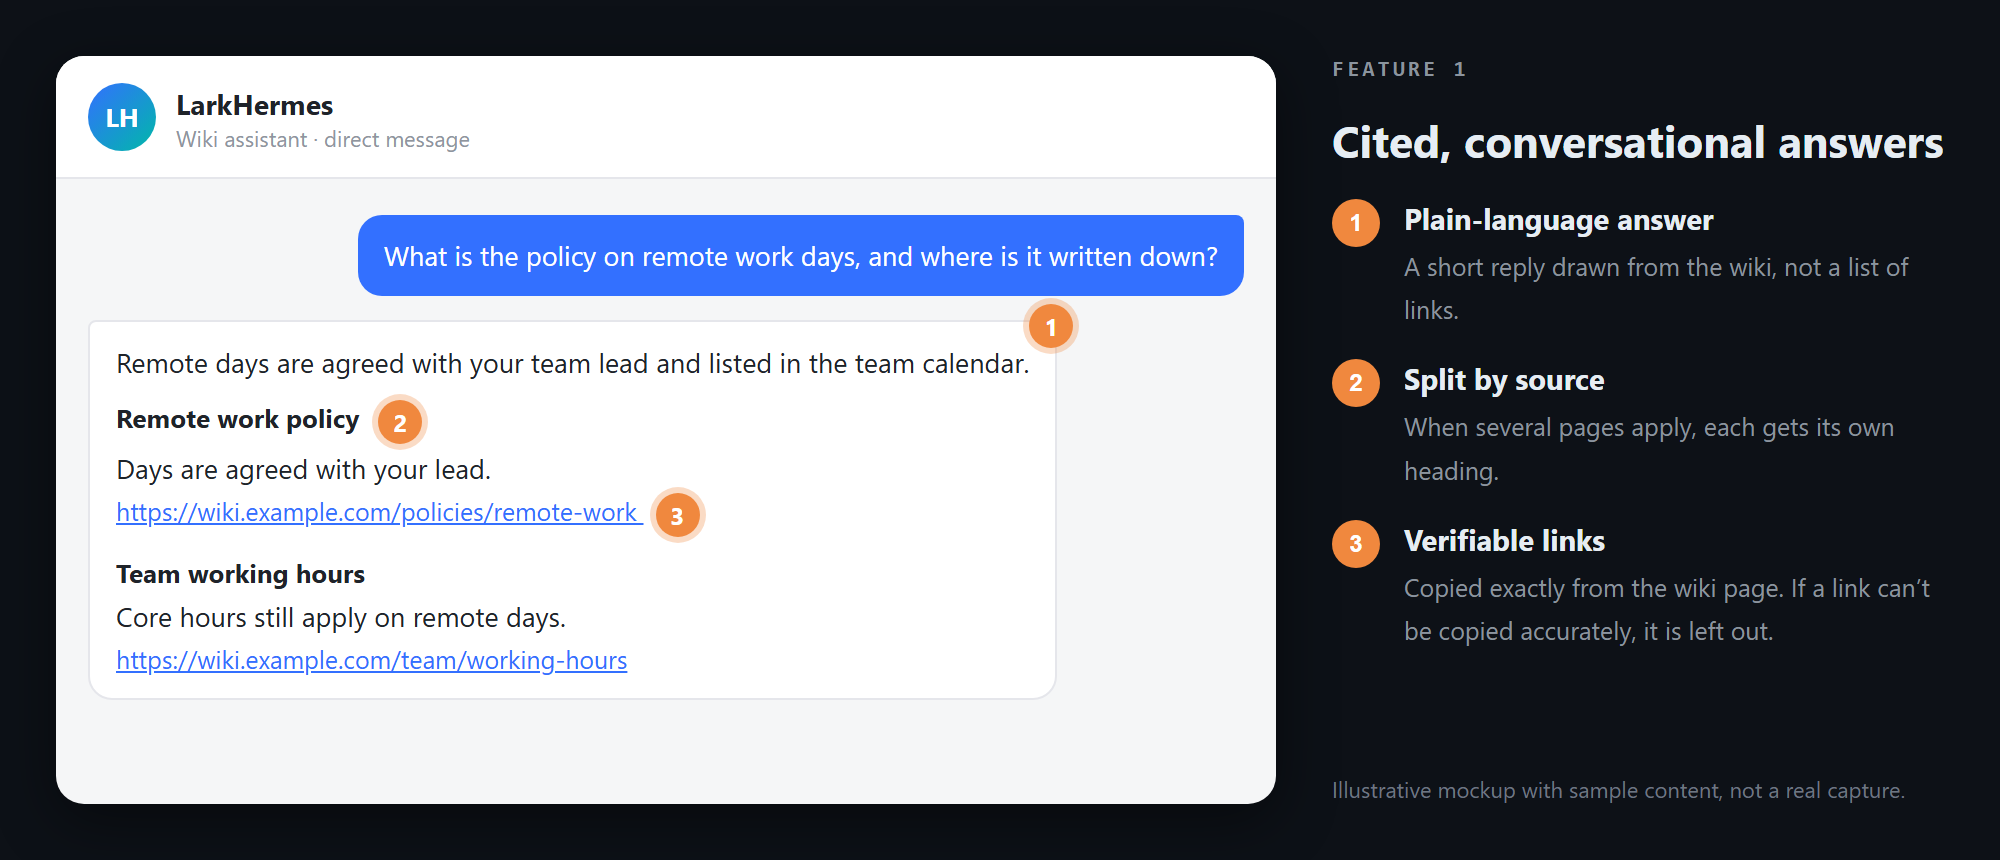 LH
LarkHermes
Wiki assistant · direct message
What is the policy on remote work days, and where is it written down?
1
Remote days are agreed with your team lead and listed in the team calendar.
Remote work policy 2
Days are agreed with your lead.
https://wiki.example.com/policies/remote-work 3
Team working hours
Core hours still apply on remote days.
https://wiki.example.com/team/working-hours
FEATURE 1
Cited, conversational answers
1 Plain-language answer
A short reply drawn from the wiki, not a list of
links.
2 Split by source
When several pages apply, each gets its own
heading.
3 Verifiable links
Copied exactly from the wiki page. If a link can’t
be copied accurately, it is left out.
Illustrative mockup with sample content, not a real capture.